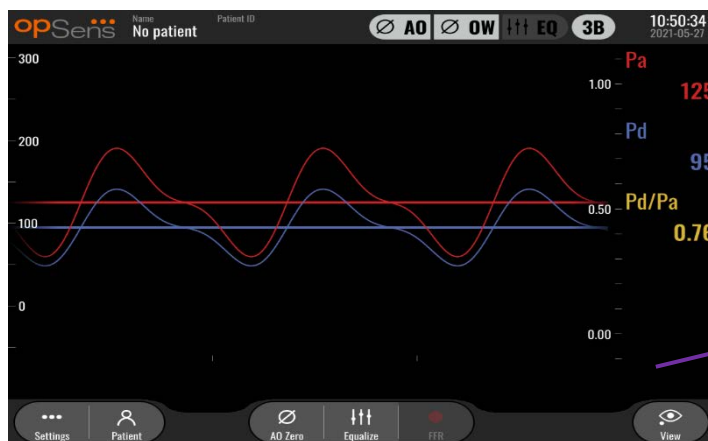 opSens
Name
No patient
Patient ID
AO OW EQ 3B
10:50:34
2021-05-27
300
200
100
0
1.00
0.50
0.00
Pa
125
Pd
95
Pd/Pa
0.76
Settings
Patient
AO Zero
Equalize
FFR
View